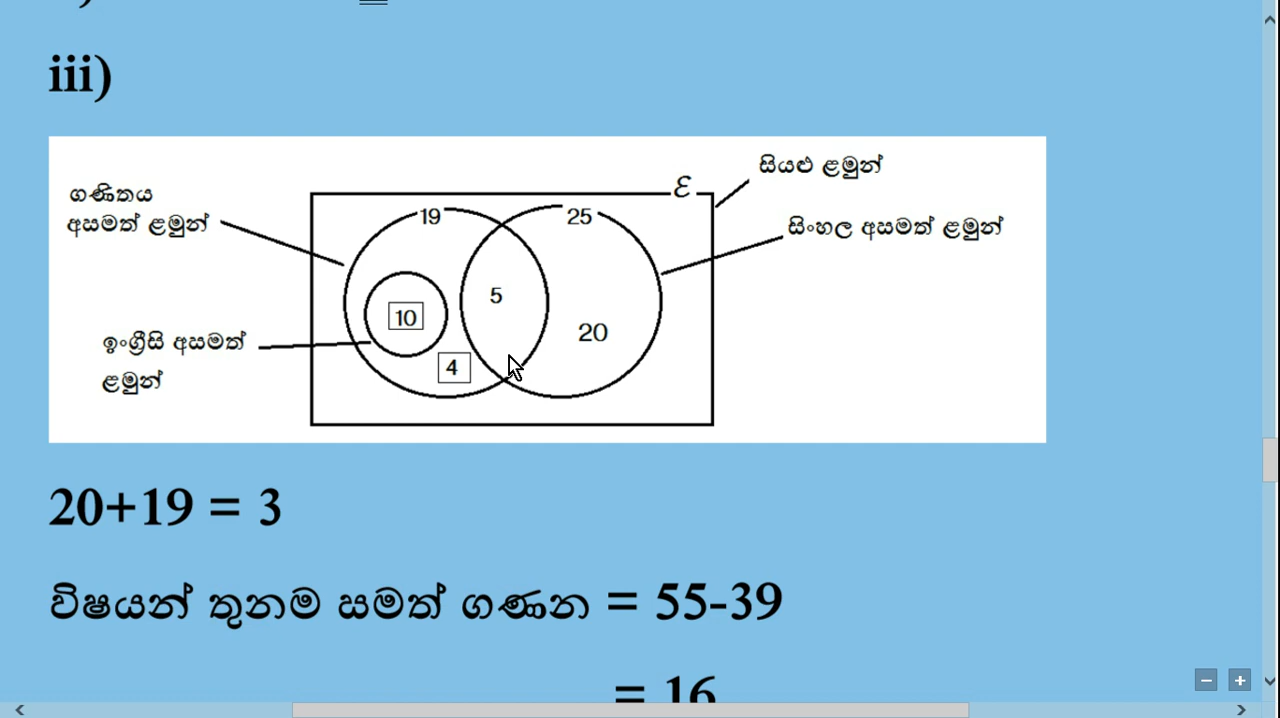 iii)
සියළු ළමුන්
ගණිතය
අසමත් ළමුන්
ℰ
19
25
සිංහල අසමත් ළමුන්
5
10
20
ඉංග්‍රීසි අසමත්
ළමුන්
4
20+19 = 3
විෂයන් තුනම සමත් ගණන = 55-39
= 16